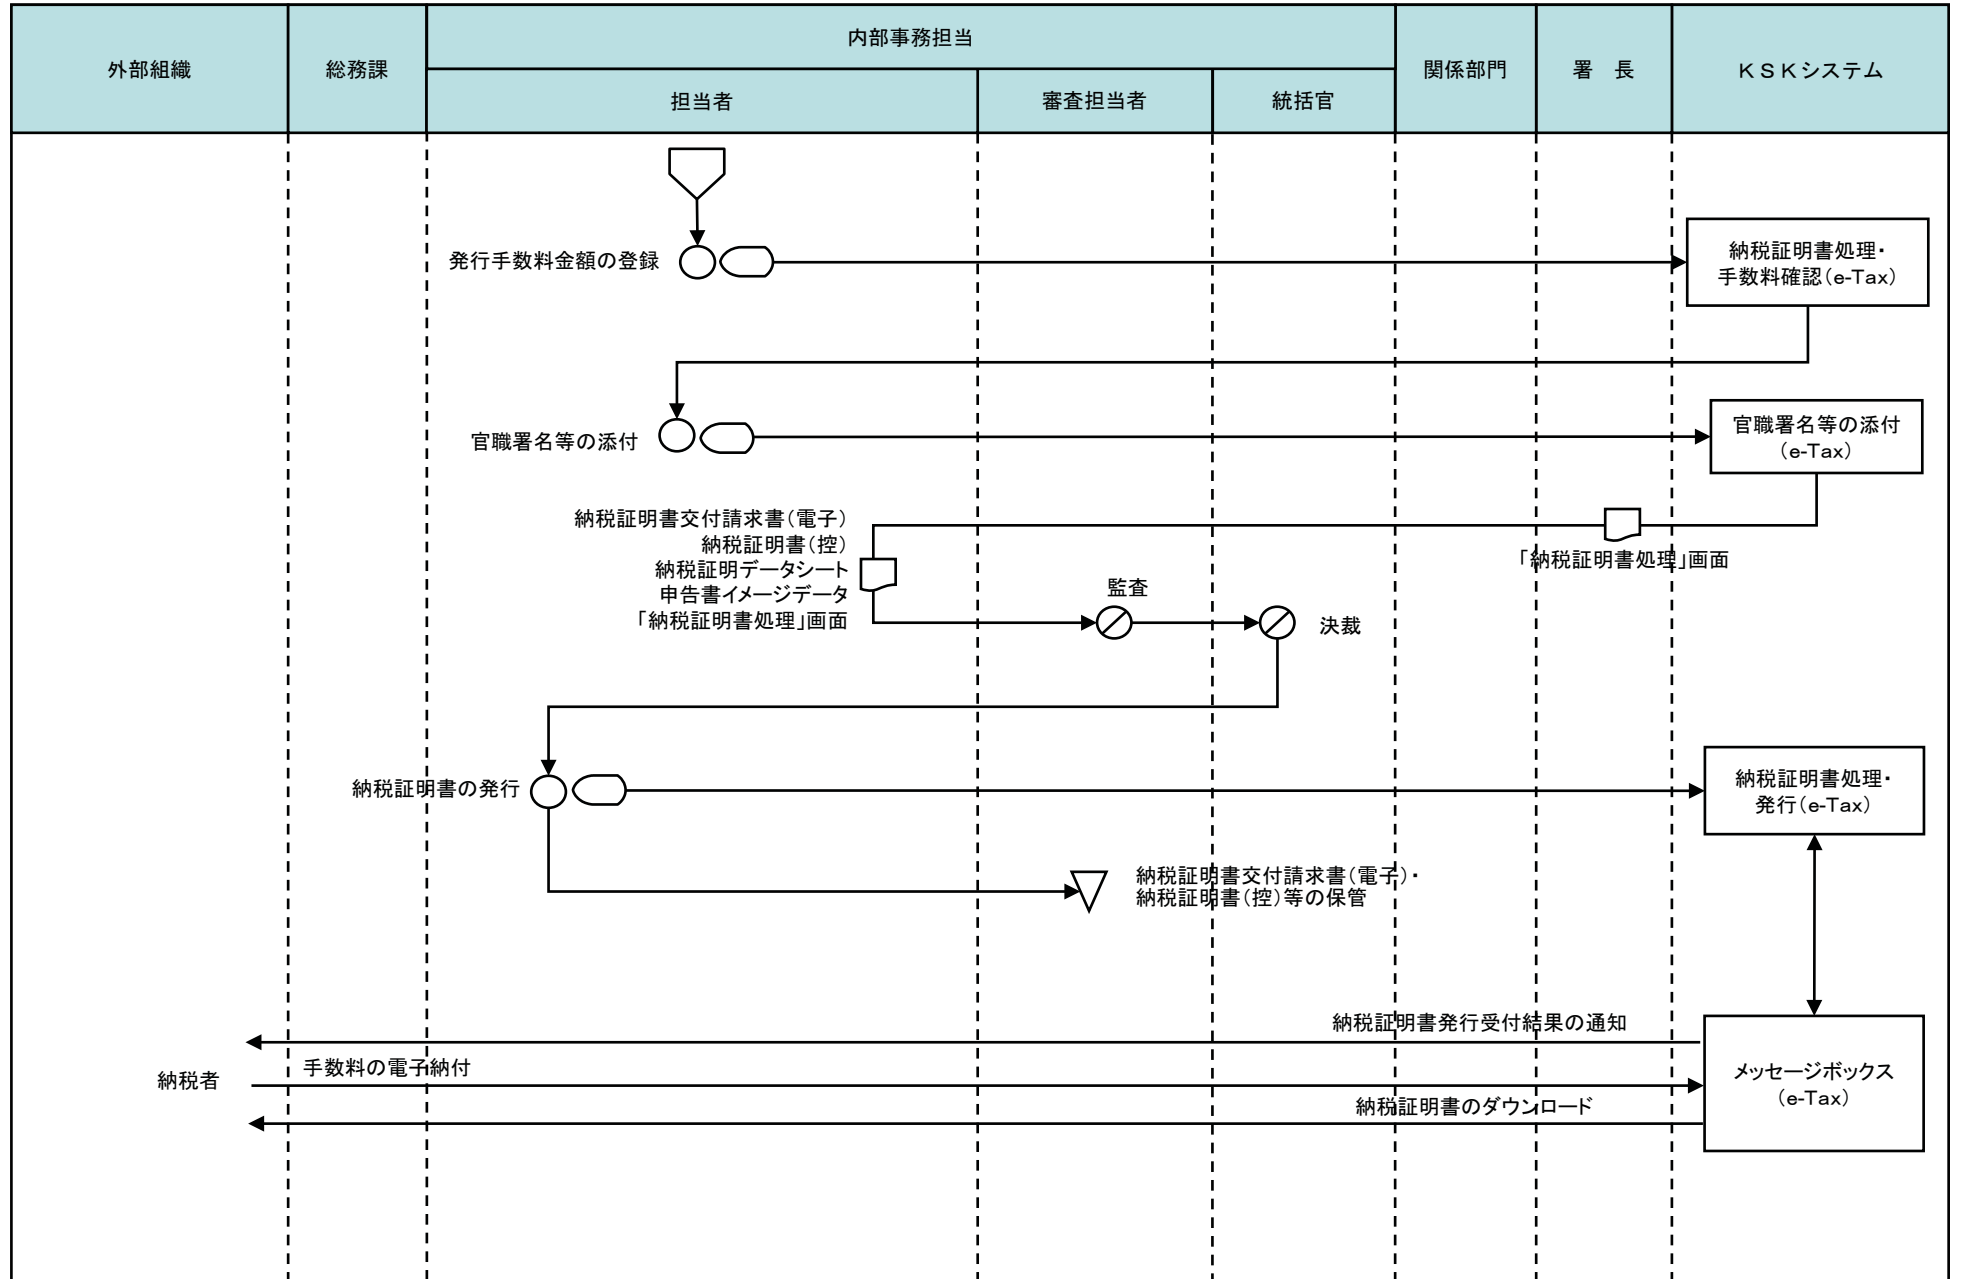 外部組織
総務課
内部事務担当
担当者
審査担当者
統括官
関係部門
署　長
ＫＳＫシステム
発行手数料金額の登録
納税証明書処理・
手数料確認（e-Tax）
官職署名等の添付
官職署名等の添付
（e-Tax）
納税証明書交付請求書（電子）
納税証明書（控）
納税証明データシート
申告書イメージデータ
「納税証明書処理」画面
「納税証明書処理」画面
監査
決裁
納税証明書の発行
納税証明書処理・
発行（e-Tax）
納税証明書交付請求書（電子）・
納税証明書（控）等の保管
納税証明書発行受付結果の通知
手数料の電子納付
納税者
納税証明書のダウンロード
メッセージボックス
（e-Tax）